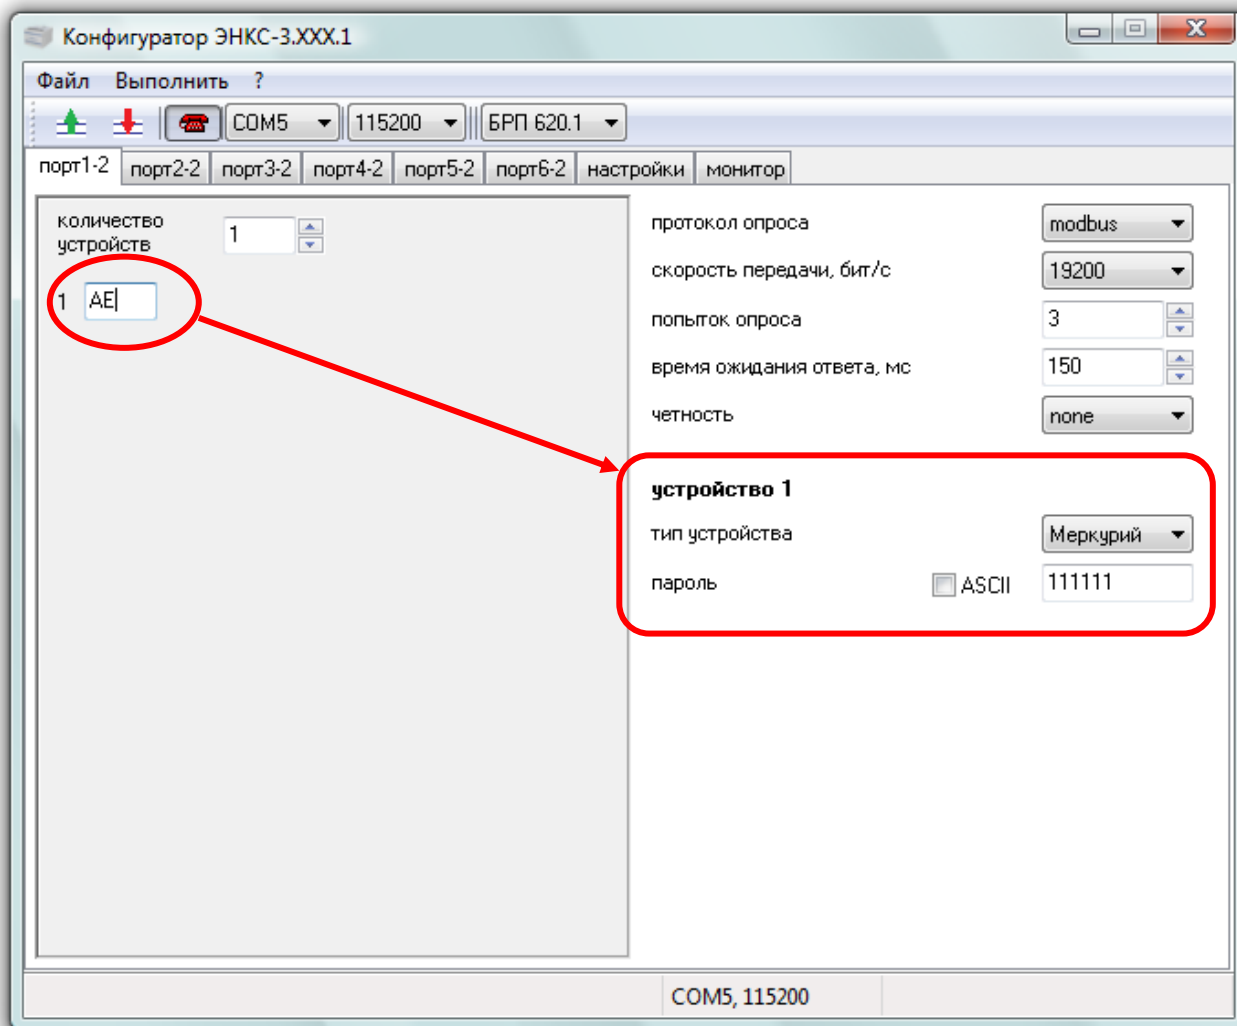 Конфигуратор ЭНКС-3.XXX.1
Файл Выполнить ?
COM5 115200 БРП 620.1
порт1-2 порт2-2 порт3-2 порт4-2 порт5-2 порт6-2 настройки монитор
количество
устройств 1
1 AE
протокол опроса modbus
скорость передачи, бит/с 19200
попыток опроса 3
время ожидания ответа, мс 150
четность none
устройство 1
тип устройства Меркурий
пароль ASCII 111111
COM5, 115200